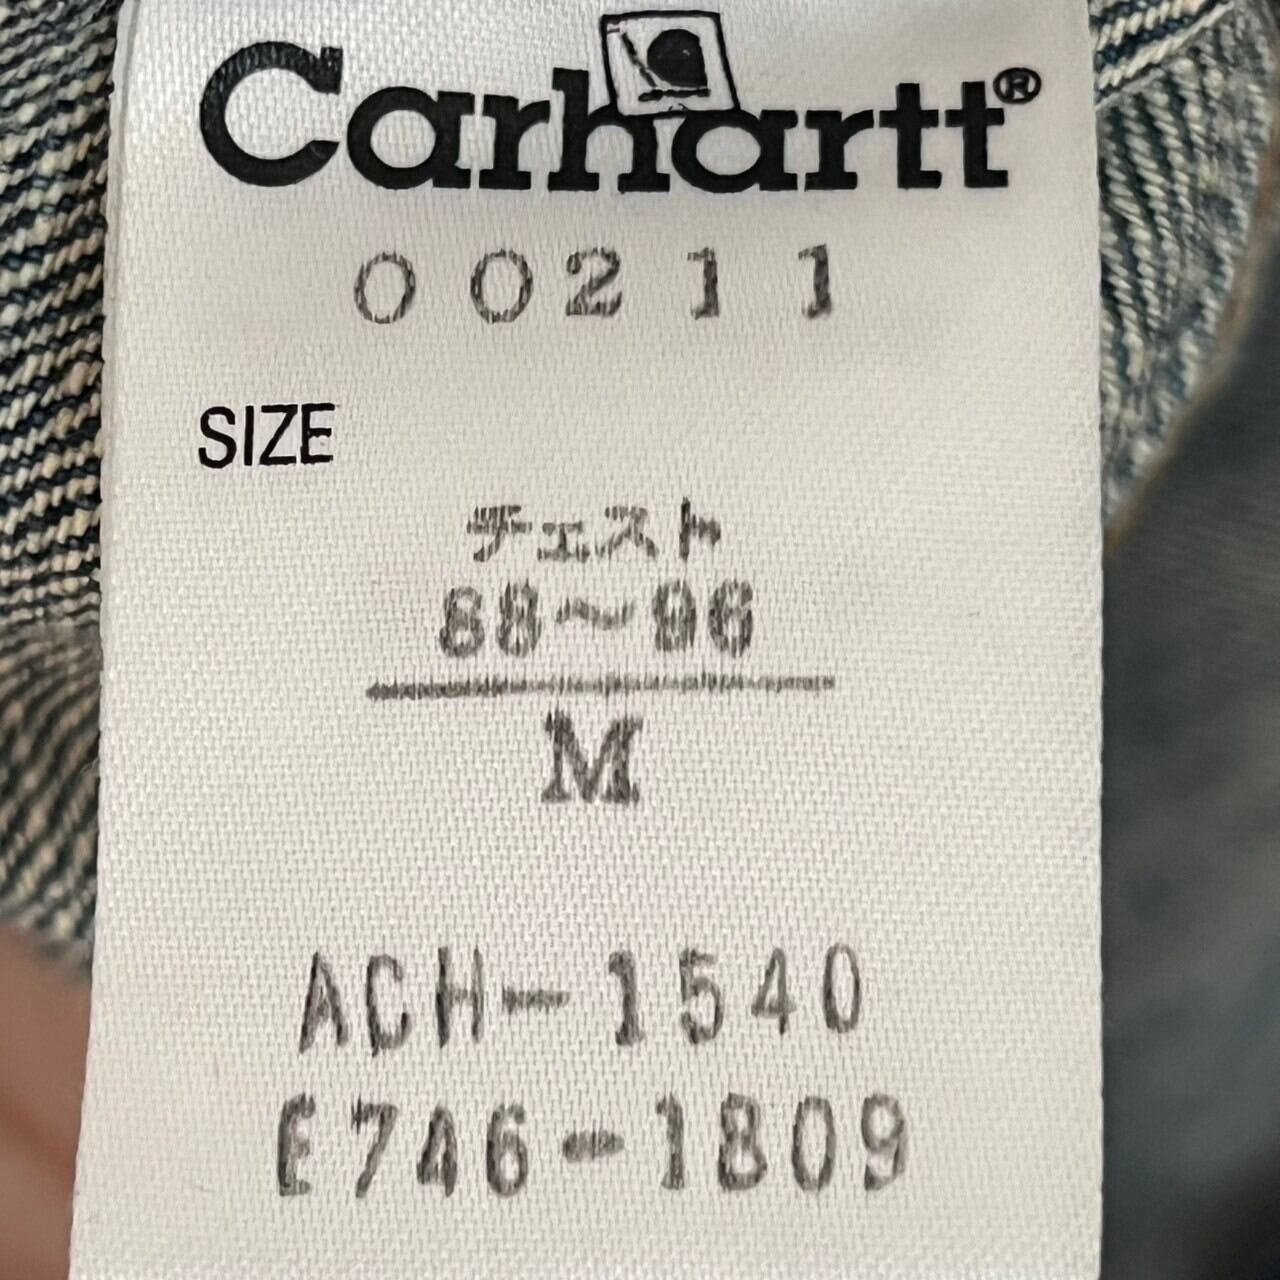 Carhartt®
00211
SIZE
チェスト
88～96
M
ACH-1540
E746-1809